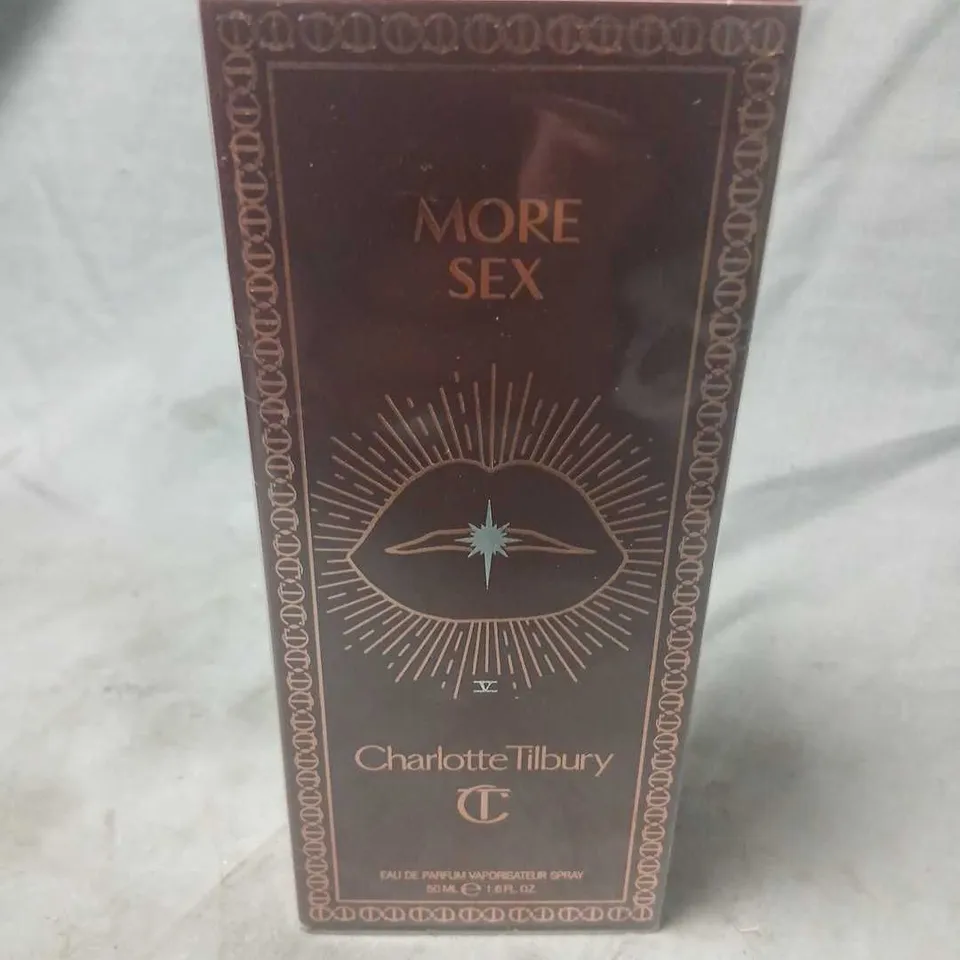 MORE
SEX
V
Charlotte Tilbury
CT
EAU DE PARFUM VAPORISATEUR SPRAY
50 ML ℮ 1.6 FL. OZ.